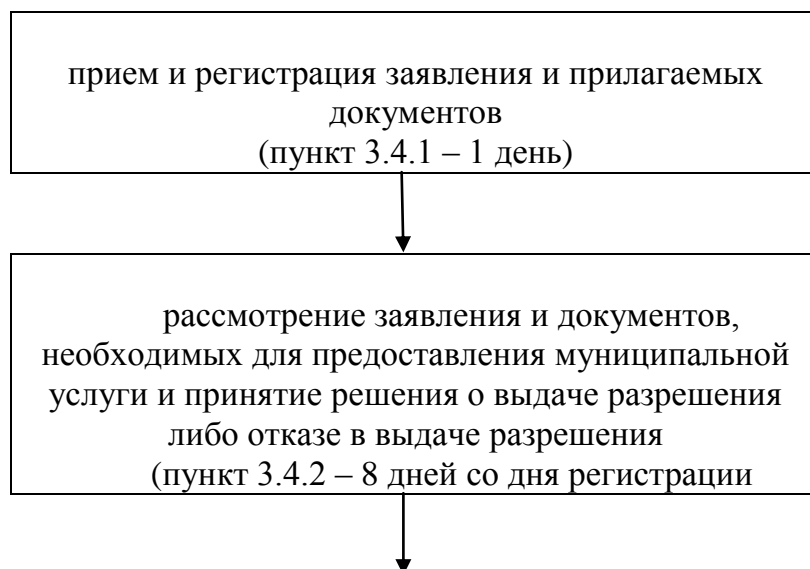 прием и регистрация заявления и прилагаемых
документов
(пункт 3.4.1 – 1 день)
рассмотрение заявления и документов,
необходимых для предоставления муниципальной
услуги и принятие решения о выдаче разрешения
либо отказе в выдаче разрешения
(пункт 3.4.2 – 8 дней со дня регистрации